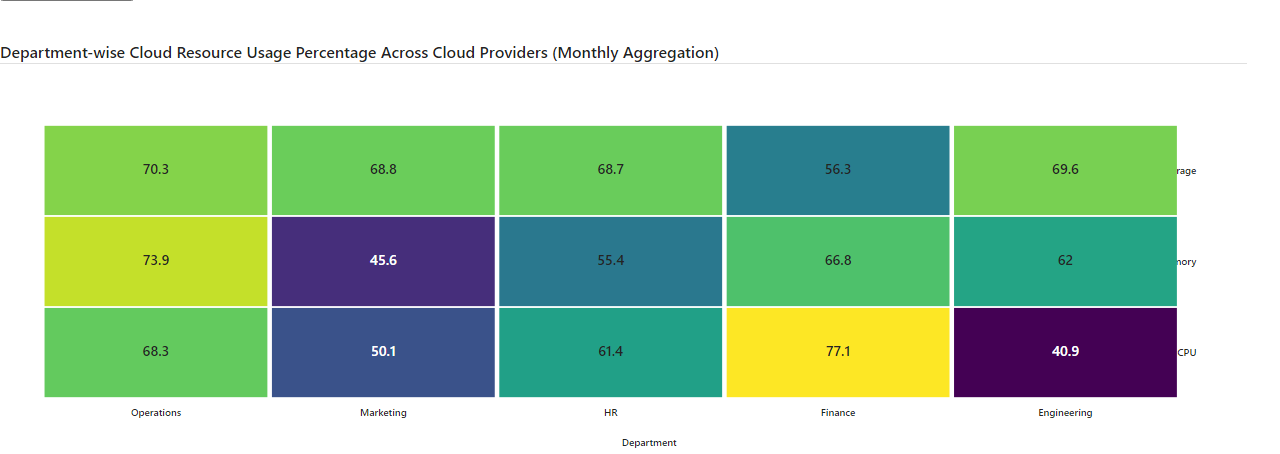 Department-wise Cloud Resource Usage Percentage Across Cloud Providers (Monthly Aggregation)
70.3 68.8 68.7 56.3 69.6 rage
73.9 45.6 55.4 66.8 62 mory
68.3 50.1 61.4 77.1 40.9 CPU
Operations Marketing HR Finance Engineering
Department